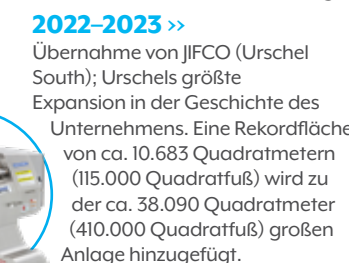 2022–2023 ››
Übernahme von JIFCO (Urschel
South); Urschels größte
Expansion in der Geschichte des
Unternehmens. Eine Rekordfläche
von ca. 10.683 Quadratmetern
(115.000 Quadratfuß) wird zu
der ca. 38.090 Quadratmeter
(410.000 Quadratfuß) großen
Anlage hinzugefügt.